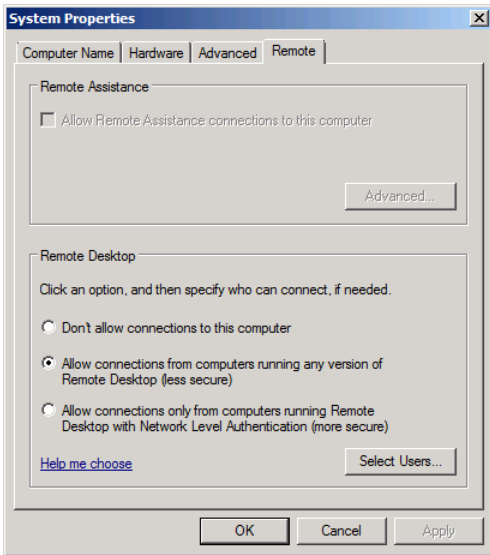 System Properties
Computer Name Hardware Advanced Remote
Remote Assistance
Allow Remote Assistance connections to this computer
Advanced...
Remote Desktop
Click an option, and then specify who can connect, if needed.
Don't allow connections to this computer
Allow connections from computers running any version of
Remote Desktop (less secure)
Allow connections only from computers running Remote
Desktop with Network Level Authentication (more secure)
Help me choose Select Users...
OK Cancel Apply